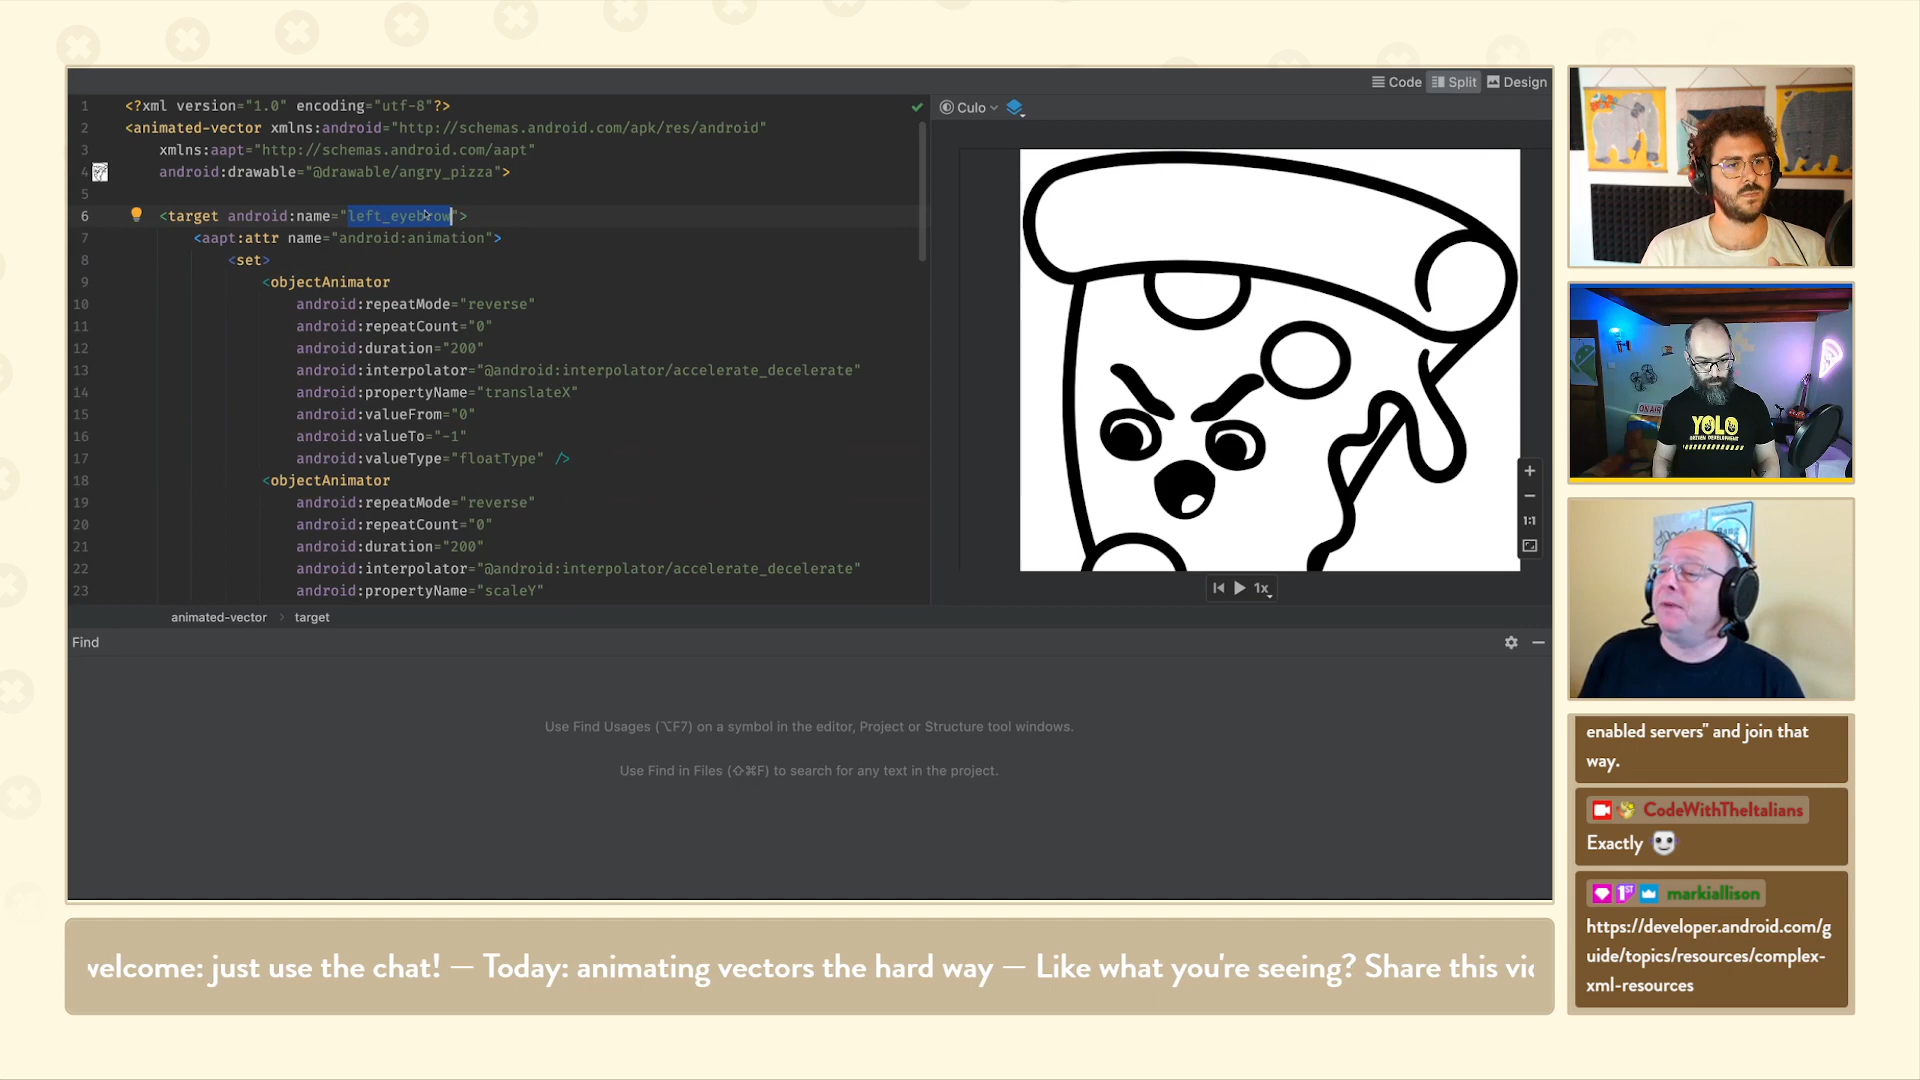 Code Split Design
1 <?xml version="1.0" encoding="utf-8"?>
2 <animated-vector xmlns:android="http://schemas.android.com/apk/res/android"
3 xmlns:aapt="http://schemas.android.com/aapt"
4 android:drawable="@drawable/angry_pizza">
5
6 <target android:name="left_eyebrow">
7 <aapt:attr name="android:animation">
8 <set>
9 <objectAnimator
10 android:repeatMode="reverse"
11 android:repeatCount="0"
12 android:duration="200"
13 android:interpolator="@android:interpolator/accelerate_decelerate"
14 android:propertyName="translateX"
15 android:valueFrom="0"
16 android:valueTo="-1"
17 android:valueType="floatType" />
18 <objectAnimator
19 android:repeatMode="reverse"
20 android:repeatCount="0"
21 android:duration="200"
22 android:interpolator="@android:interpolator/accelerate_decelerate"
23 android:propertyName="scaleY"
animated-vector > target
Culo
1:1
1x
Find
Use Find Usages (⌥F7) on a symbol in the editor, Project or Structure tool windows.
Use Find in Files (⇧⌘F) to search for any text in the project.
ON AIR
YOLO
DRIVEN DEVELOPMENT
enabled servers" and join that
way.
CodeWithTheItalians
Exactly
1ST markiallison
https://developer.android.com/g
uide/topics/resources/complex-
xml-resources
welcome: just use the chat! — Today: animating vectors the hard way — Like what you're seeing? Share this vid